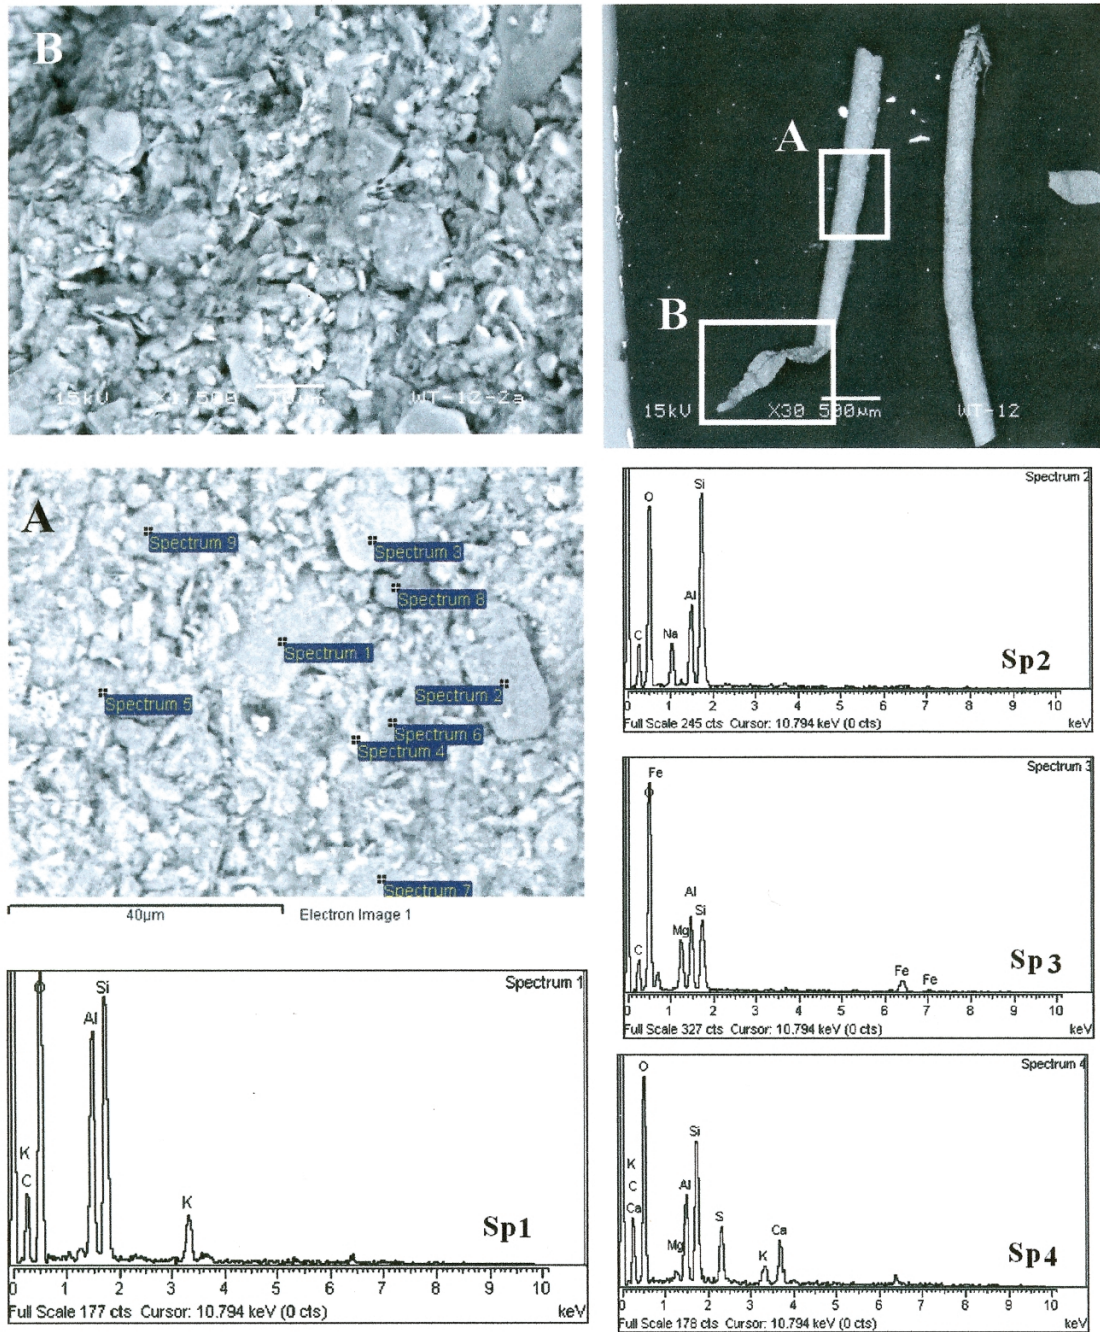 B
15kV X1,500 10µm WT-12-2a
A
B
15kV X30 500µm WT-12
A
Spectrum 9
Spectrum 3
Spectrum 8
Spectrum 1
Spectrum 2
Spectrum 5
Spectrum 6
Spectrum 4
Spectrum 7
40µm Electron Image 1
Spectrum 2
Si
O
Al
C Na
Sp2
0 1 2 3 4 5 6 7 8 9 10
Full Scale 245 cts Cursor: 10.794 keV (0 cts) keV
Spectrum 3
Fe
O
Al
Si
Mg
C
Fe Fe
Sp3
0 1 2 3 4 5 6 7 8 9 10
Full Scale 327 cts Cursor: 10.794 keV (0 cts) keV
Spectrum 1
O Si
Al
K
C
K
Sp1
0 1 2 3 4 5 6 7 8 9 10
Full Scale 177 cts Cursor: 10.794 keV (0 cts) keV
Spectrum 4
O
Si
K
C Al
Ca S Ca
Mg K
Sp4
0 1 2 3 4 5 6 7 8 9 10
Full Scale 178 cts Cursor: 10.794 keV (0 cts) keV